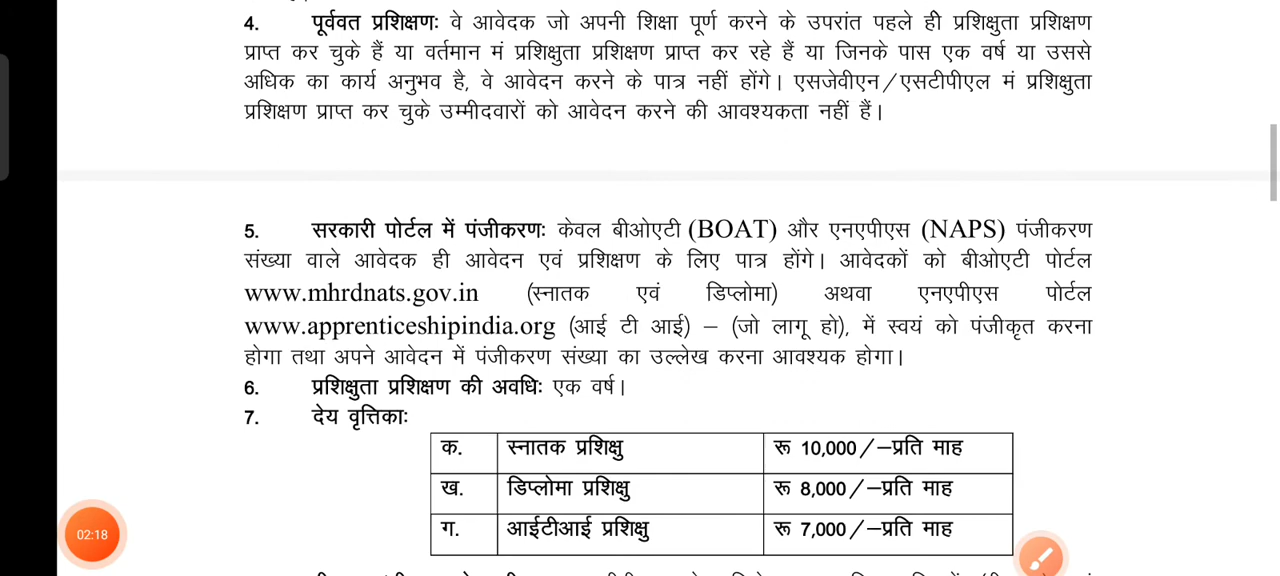 4. पूर्ववत प्रशिक्षणः वे आवेदक जो अपनी शिक्षा पूर्ण करने के उपरांत पहले ही प्रशिक्षुता प्रशिक्षण
प्राप्त कर चुके हैं या वर्तमान मं प्रशिक्षुता प्रशिक्षण प्राप्त कर रहे हैं या जिनके पास एक वर्ष या उससे
अधिक का कार्य अनुभव है, वे आवेदन करने के पात्र नहीं होंगे। एसजेवीएन/एसटीपीएल मं प्रशिक्षुता
प्रशिक्षण प्राप्त कर चुके उम्मीदवारों को आवेदन करने की आवश्यकता नहीं हैं।
5. सरकारी पोर्टल में पंजीकरणः केवल बीओएटी (BOAT) और एनएपीएस (NAPS) पंजीकरण
संख्या वाले आवेदक ही आवेदन एवं प्रशिक्षण के लिए पात्र होंगे। आवेदकों को बीओएटी पोर्टल
www.mhrdnats.gov.in (स्नातक एवं डिप्लोमा) अथवा एनएपीएस पोर्टल
www.apprenticeshipindia.org (आई टी आई) – (जो लागू हो), में स्वयं को पंजीकृत करना
होगा तथा अपने आवेदन में पंजीकरण संख्या का उल्लेख करना आवश्यक होगा।
6. प्रशिक्षुता प्रशिक्षण की अवधिः एक वर्ष।
7. देय वृत्तिकाः
क. स्नातक प्रशिक्षु रू 10,000/–प्रति माह
ख. डिप्लोमा प्रशिक्षु रू 8,000/–प्रति माह
ग. आईटीआई प्रशिक्षु रू 7,000/–प्रति माह
02:18